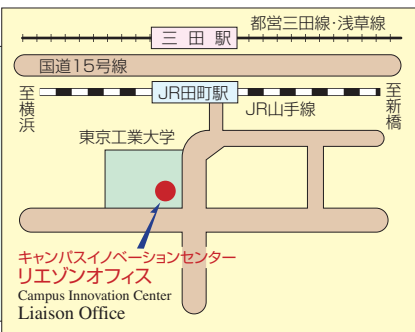 都営三田線・浅草線
三田駅
国道15号線
JR田町駅
至横浜
至新橋
JR山手線
東京工業大学
キャンパスイノベーションセンター
リエゾンオフィス
Campus Innovation Center
Liaison Office